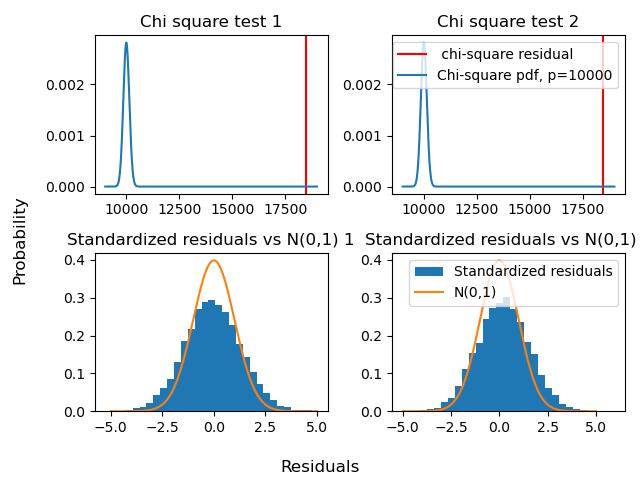 Chi square test 1
Chi square test 2
0.002
0.001
0.000
10000 12500 15000 17500
chi-square residual
Chi-square pdf, p=10000
0.002
0.001
0.000
10000 12500 15000 17500
Probability
Standardized residuals vs N(0,1) 1
Standardized residuals vs N(0,1)
0.4
0.3
0.2
0.1
0.0
−5.0 −2.5 0.0 2.5 5.0
Standardized residuals
N(0,1)
0.4
0.3
0.2
0.1
0.0
−5.0 −2.5 0.0 2.5 5.0
Residuals